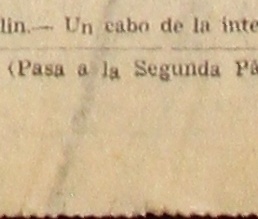 lin.— Un cabo de la inte
(Pasa a la Segunda Pá